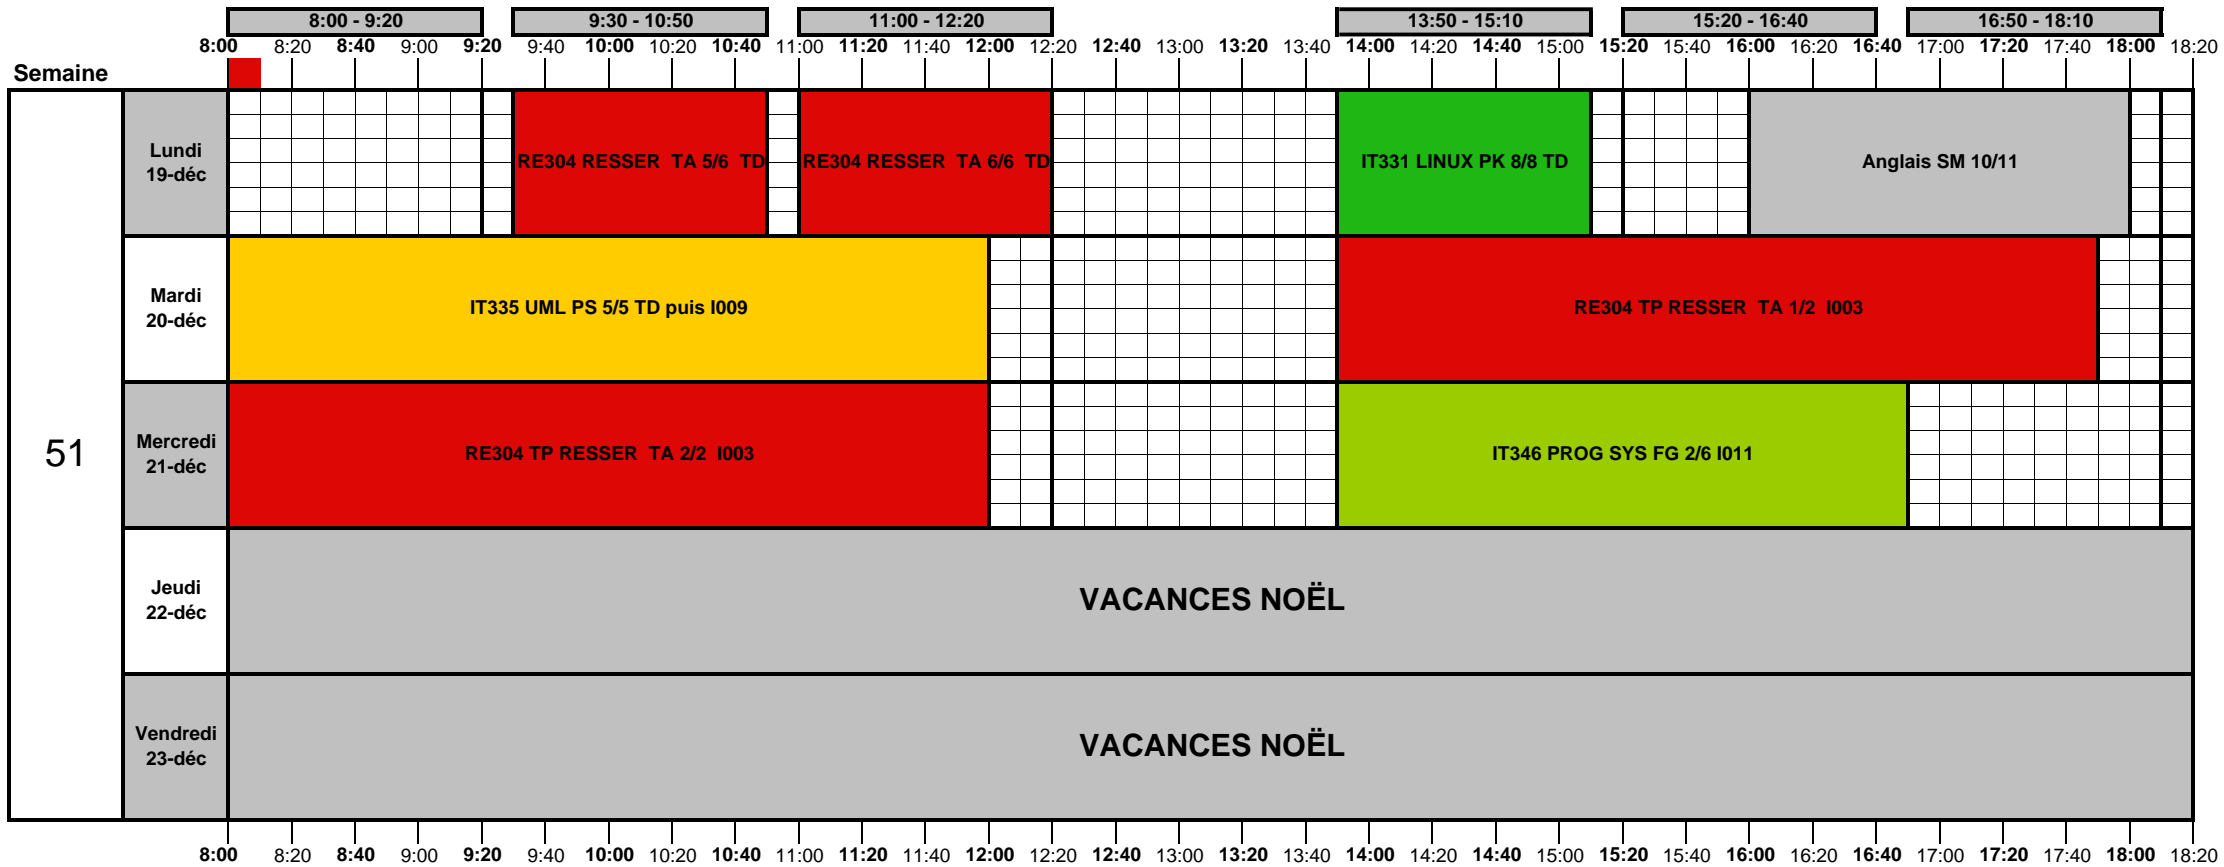 8:00 - 9:20 9:30 - 10:50 11:00 - 12:20 13:50 - 15:10 15:20 - 16:40 16:50 - 18:10
8:00 8:20 8:40 9:00 9:20 9:40 10:00 10:20 10:40 11:00 11:20 11:40 12:00 12:20 12:40 13:00 13:20 13:40 14:00 14:20 14:40 15:00 15:20 15:40 16:00 16:20 16:40 17:00 17:20 17:40 18:00 18:20
Semaine
51
Lundi
19-déc
RE304 RESSER TA 5/6 TD RE304 RESSER TA 6/6 TD IT331 LINUX PK 8/8 TD Anglais SM 10/11
Mardi
20-déc
IT335 UML PS 5/5 TD puis I009 RE304 TP RESSER TA 1/2 I003
Mercredi
21-déc
RE304 TP RESSER TA 2/2 I003 IT346 PROG SYS FG 2/6 I011
Jeudi
22-déc
VACANCES NOËL
Vendredi
23-déc
VACANCES NOËL
8:00 8:20 8:40 9:00 9:20 9:40 10:00 10:20 10:40 11:00 11:20 11:40 12:00 12:20 12:40 13:00 13:20 13:40 14:00 14:20 14:40 15:00 15:20 15:40 16:00 16:20 16:40 17:00 17:20 17:40 18:00 18:20